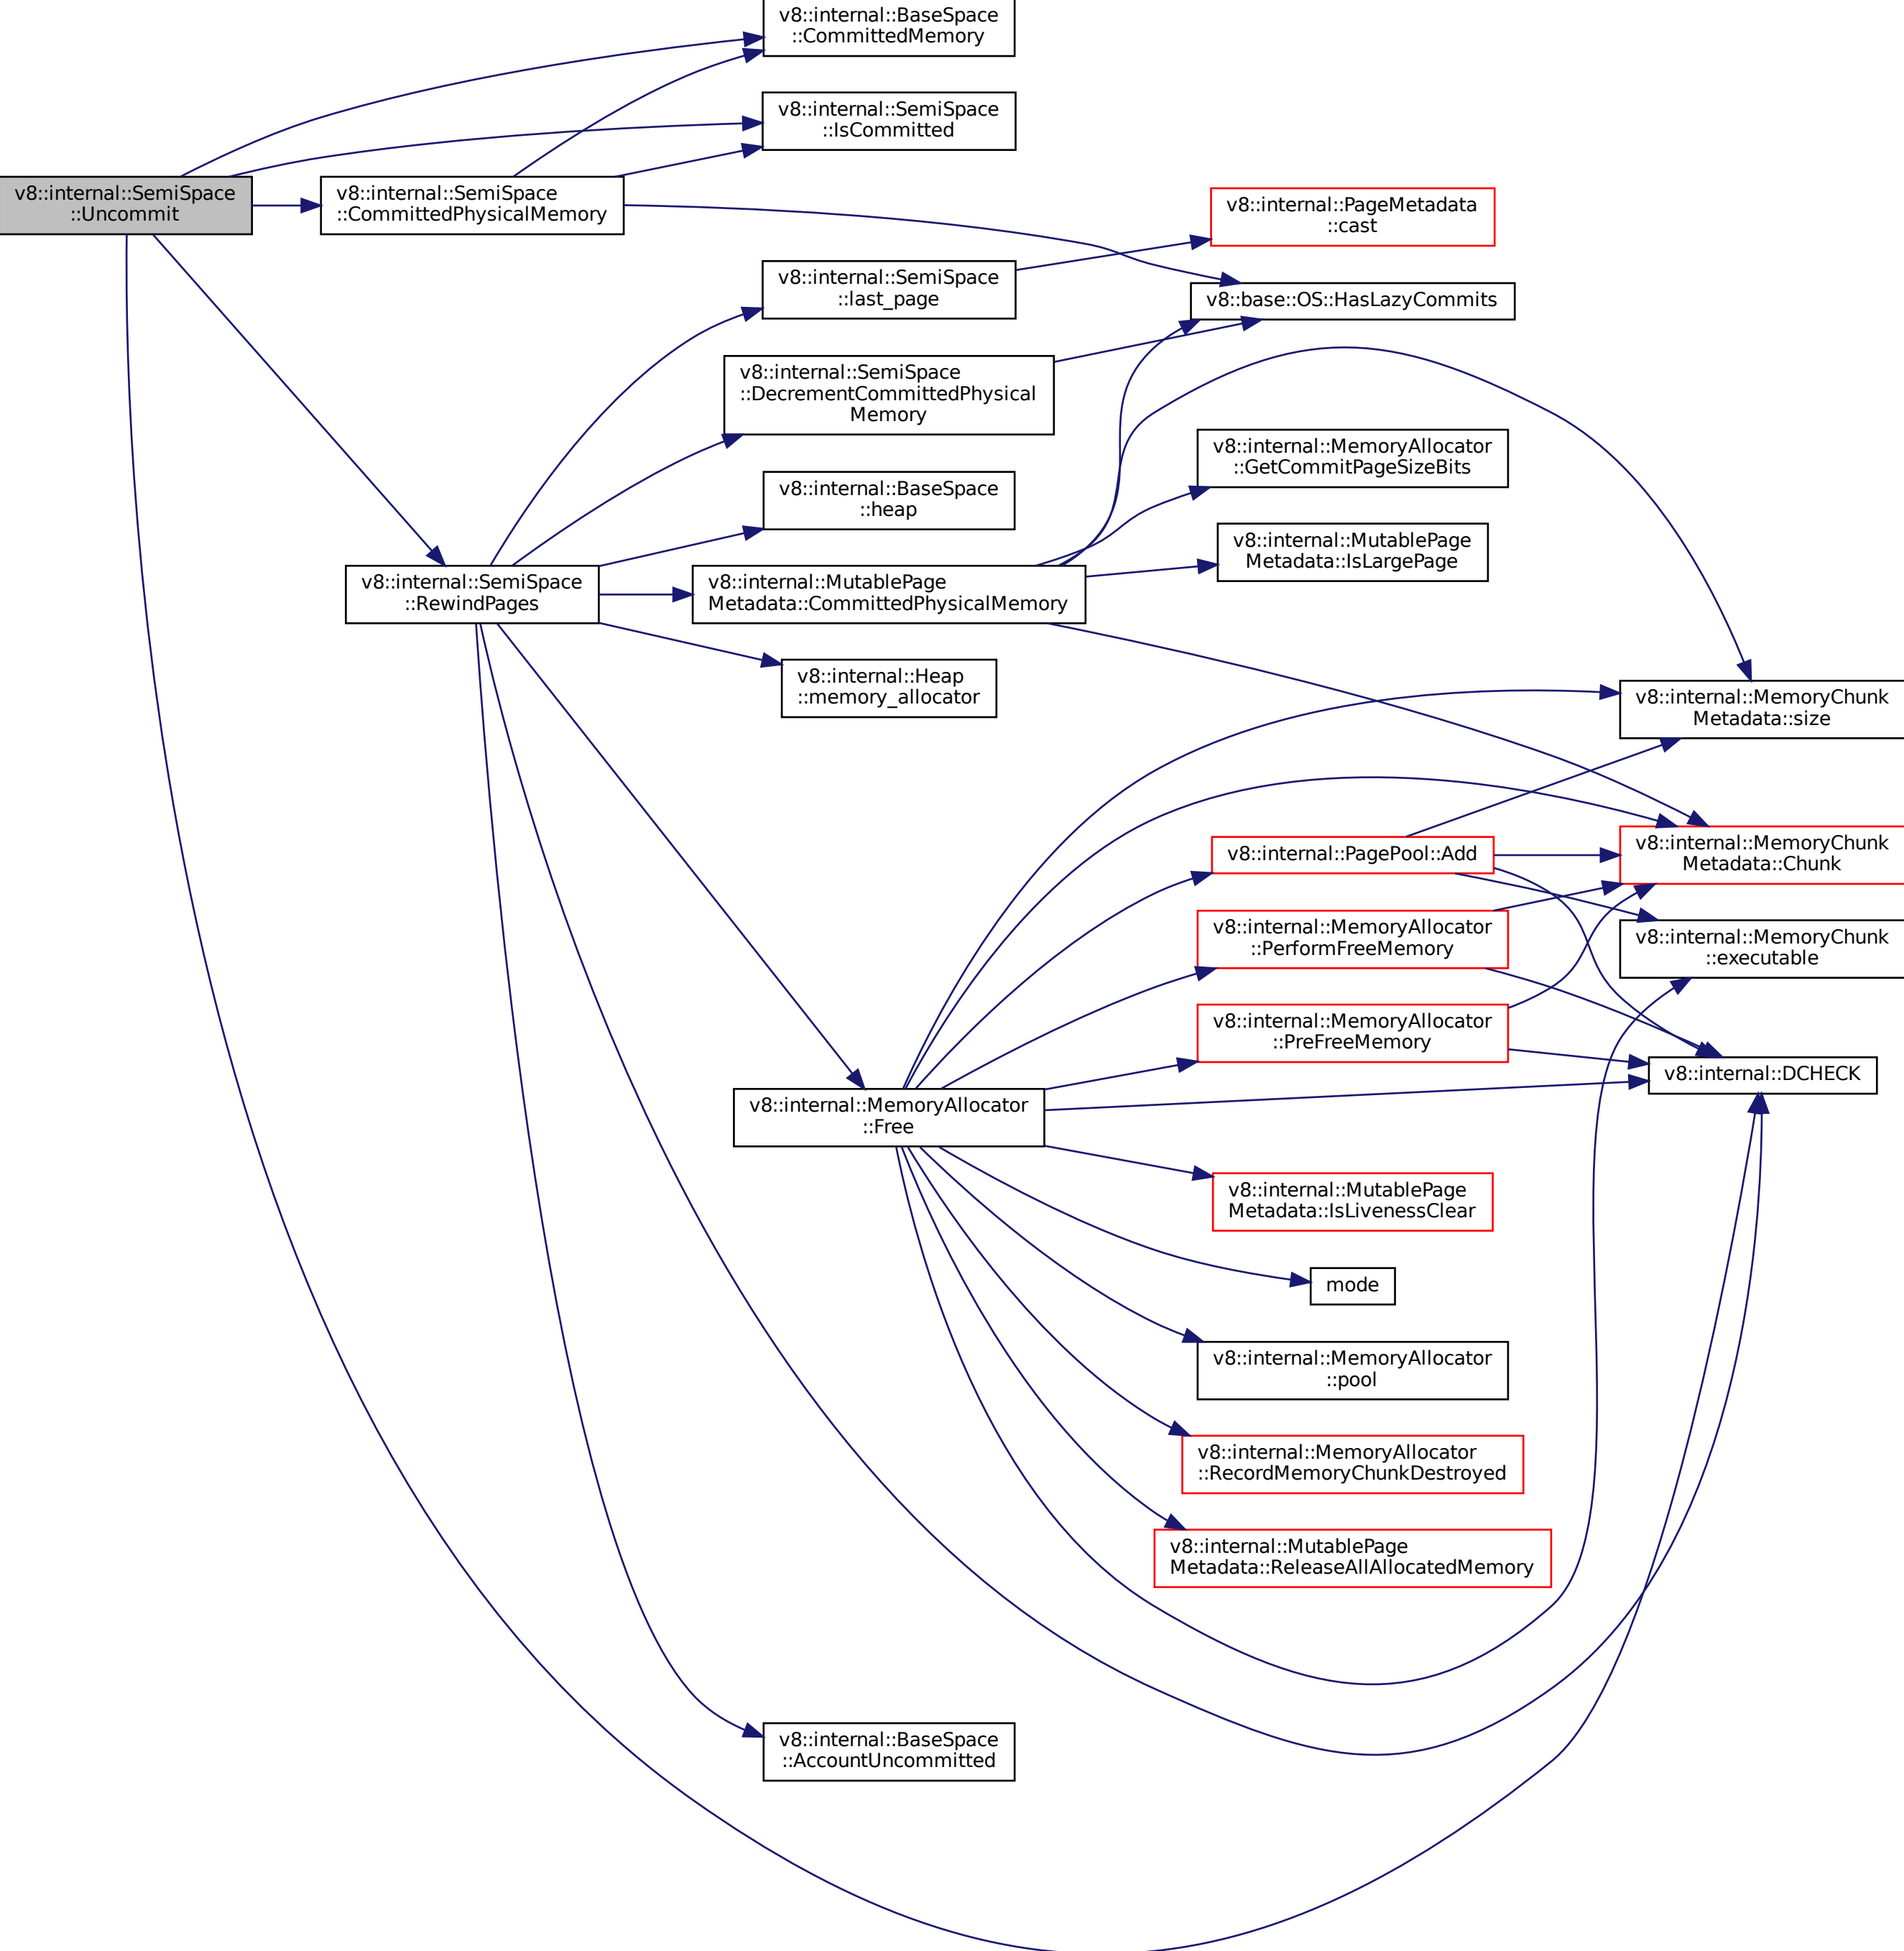 v8::internal::BaseSpace
::CommittedMemory
v8::internal::SemiSpace
::IsCommitted
v8::internal::SemiSpace
::Uncommit
v8::internal::SemiSpace
::CommittedPhysicalMemory
v8::internal::PageMetadata
::cast
v8::internal::SemiSpace
::last_page
v8::base::OS::HasLazyCommits
v8::internal::SemiSpace
::DecrementCommittedPhysical
Memory
v8::internal::MemoryAllocator
::GetCommitPageSizeBits
v8::internal::BaseSpace
::heap
v8::internal::MutablePage
Metadata::IsLargePage
v8::internal::SemiSpace
::RewindPages
v8::internal::MutablePage
Metadata::CommittedPhysicalMemory
v8::internal::Heap
::memory_allocator
v8::internal::MemoryChunk
Metadata::size
v8::internal::PagePool::Add
v8::internal::MemoryChunk
Metadata::Chunk
v8::internal::MemoryAllocator
::PerformFreeMemory
v8::internal::MemoryChunk
::executable
v8::internal::MemoryAllocator
::PreFreeMemory
v8::internal::DCHECK
v8::internal::MemoryAllocator
::Free
v8::internal::MutablePage
Metadata::IsLivenessClear
mode
v8::internal::MemoryAllocator
::pool
v8::internal::MemoryAllocator
::RecordMemoryChunkDestroyed
v8::internal::MutablePage
Metadata::ReleaseAllAllocatedMemory
v8::internal::BaseSpace
::AccountUncommitted